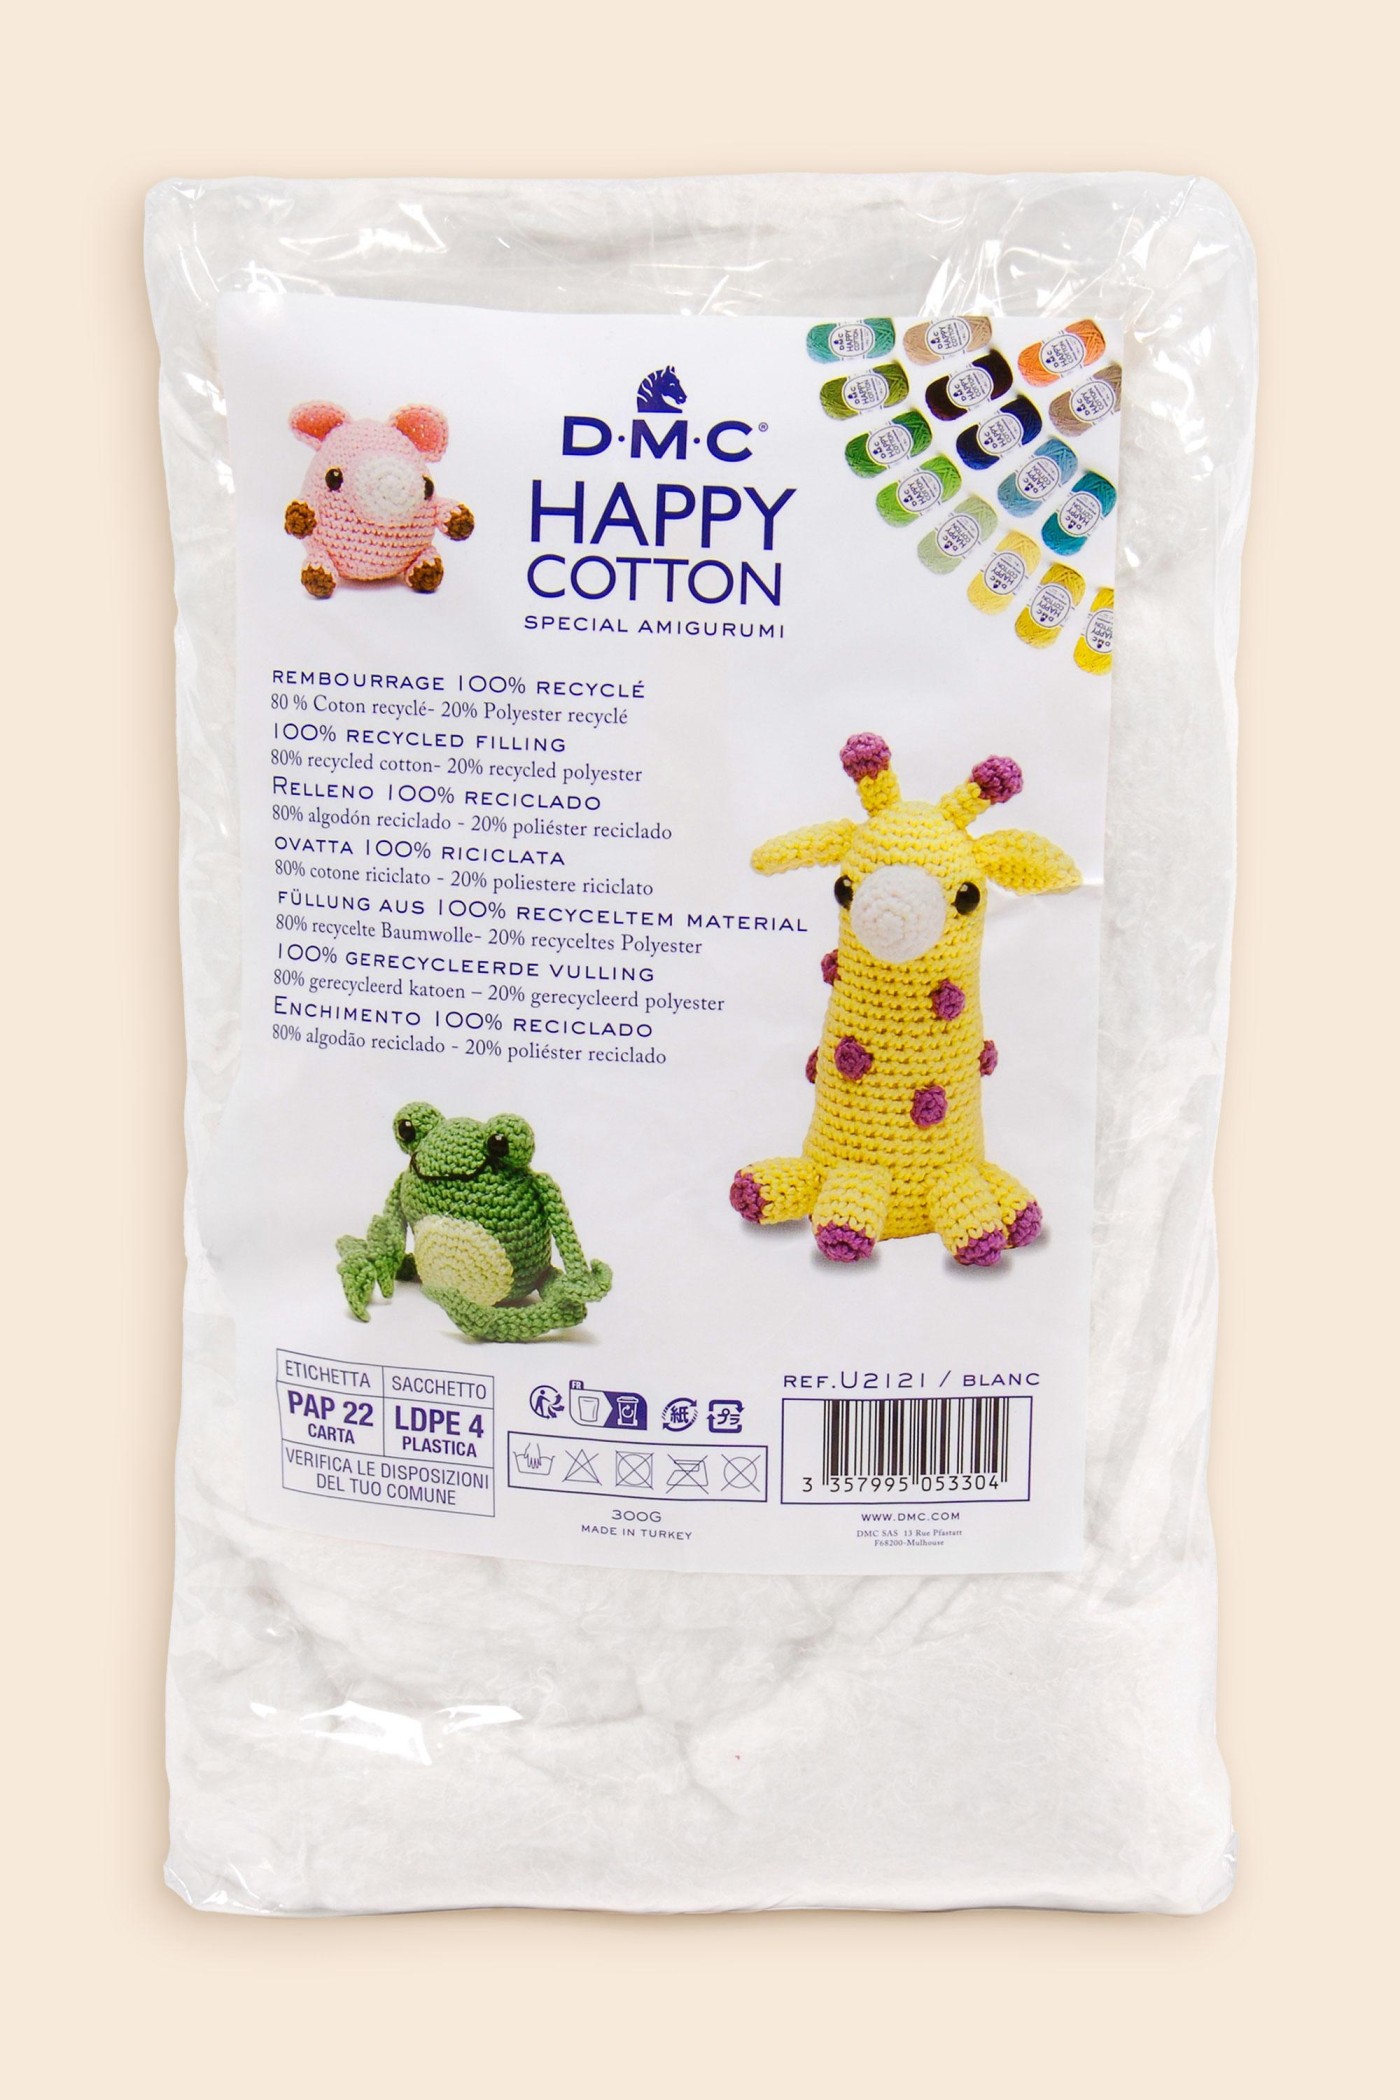 D·M·C®
HAPPY
COTTON
SPECIAL AMIGURUMI
REMBOURRAGE 100% RECYCLÉ
80 % Coton recyclé- 20% Polyester recyclé
100% RECYCLED FILLING
80% recycled cotton- 20% recycled polyester
RELLENO 100% RECICLADO
80% algodón reciclado - 20% poliéster reciclado
OVATTA 100% RICICLATA
80% cotone riciclato - 20% poliestere riciclato
FÜLLUNG AUS 100% RECYCELTEM MATERIAL
80% recycelte Baumwolle- 20% recyceltes Polyester
100% GERECYCLEERDE VULLING
80% gerecycleerd katoen – 20% gerecycleerd polyester
ENCHIMENTO 100% RECICLADO
80% algodão reciclado - 20% poliéster reciclado
ETICHETTA SACCHETTO
PAP 22 LDPE 4
CARTA PLASTICA
VERIFICA LE DISPOSIZIONI
DEL TUO COMUNE
FR
紙 プラ
300G
MADE IN TURKEY
REF.U2121 / BLANC
3 357995 053304
WWW.DMC.COM
DMC SAS 13 Rue Pfastatt
F68200-Mulhouse